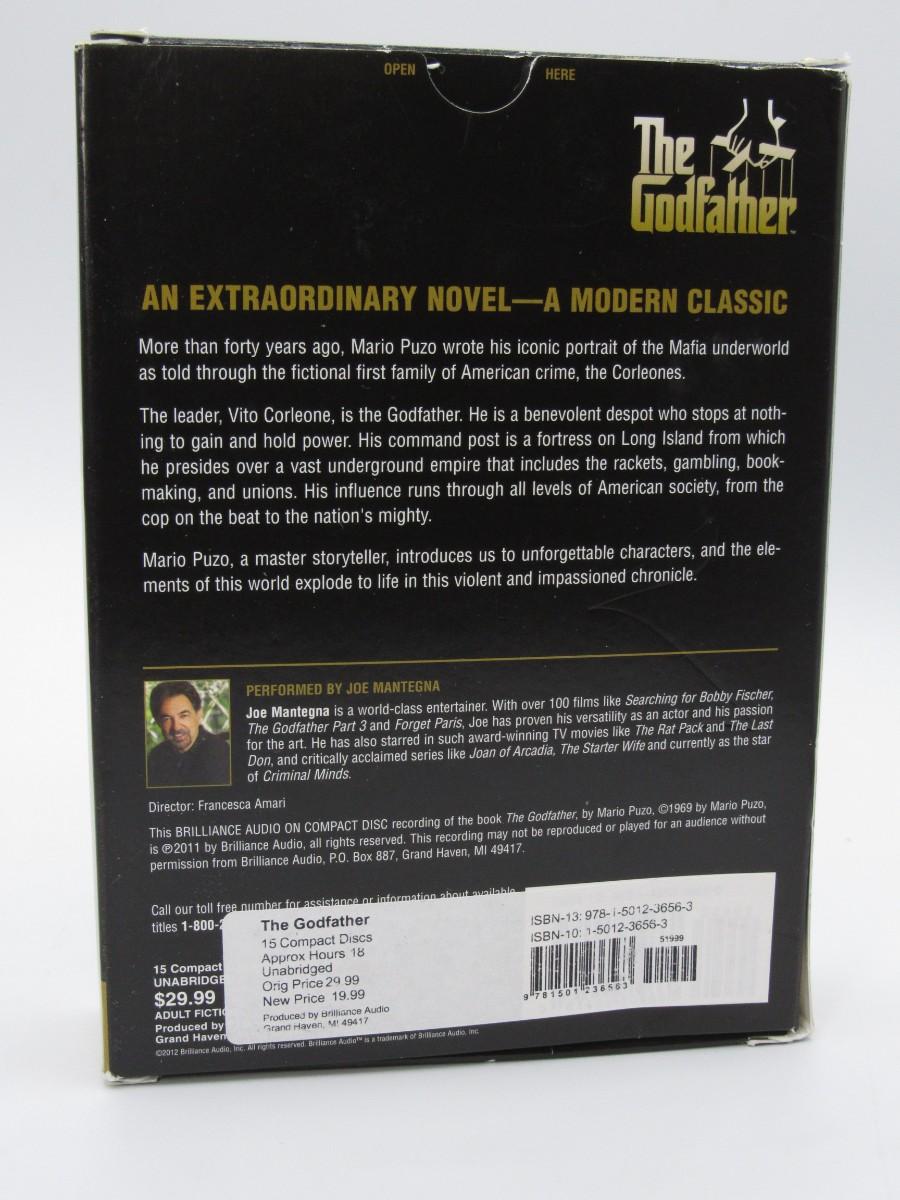 OPEN HERE
The
Godfather
AN EXTRAORDINARY NOVEL—A MODERN CLASSIC
More than forty years ago, Mario Puzo wrote his iconic portrait of the Mafia underworld
as told through the fictional first family of American crime, the Corleones.
The leader, Vito Corleone, is the Godfather. He is a benevolent despot who stops at noth-
ing to gain and hold power. His command post is a fortress on Long Island from which
he presides over a vast underground empire that includes the rackets, gambling, book-
making, and unions. His influence runs through all levels of American society, from the
cop on the beat to the nation's mighty.
Mario Puzo, a master storyteller, introduces us to unforgettable characters, and the ele-
ments of this world explode to life in this violent and impassioned chronicle.
PERFORMED BY JOE MANTEGNA
Joe Mantegna is a world-class entertainer. With over 100 films like Searching for Bobby Fischer,
The Godfather Part 3 and Forget Paris, Joe has proven his versatility as an actor and his passion
for the art. He has also starred in such award-winning TV movies like The Rat Pack and The Last
Don, and critically acclaimed series like Joan of Arcadia, The Starter Wife and currently as the star
of Criminal Minds.
Director: Francesca Amari
This BRILLIANCE AUDIO ON COMPACT DISC recording of the book The Godfather, by Mario Puzo, ©1969 by Mario Puzo,
is ℗2011 by Brilliance Audio, all rights reserved. This recording may not be reproduced or played for an audience without
permission from Brilliance Audio, P.O. Box 887, Grand Haven, MI 49417.
Call our toll free number for assistance or information about available
titles 1-800-2
15 Compact
UNABRIDGE
$29.99
ADULT FICTI
Produced by
Grand Haven
©2012 Brilliance Audio, Inc. All rights reserved. Brilliance Audio™ is a trademark of Brilliance Audio, Inc.
The Godfather
15 Compact Discs
Approx Hours 18
Unabridged
Orig Price 29.99
New Price 19.99
Produced by Brilliance Audio
Grand Haven, MI 49417
ISBN-13: 978-1-5012-3656-3
ISBN-10: 1-5012-3656-3
51999
9 781501 236563